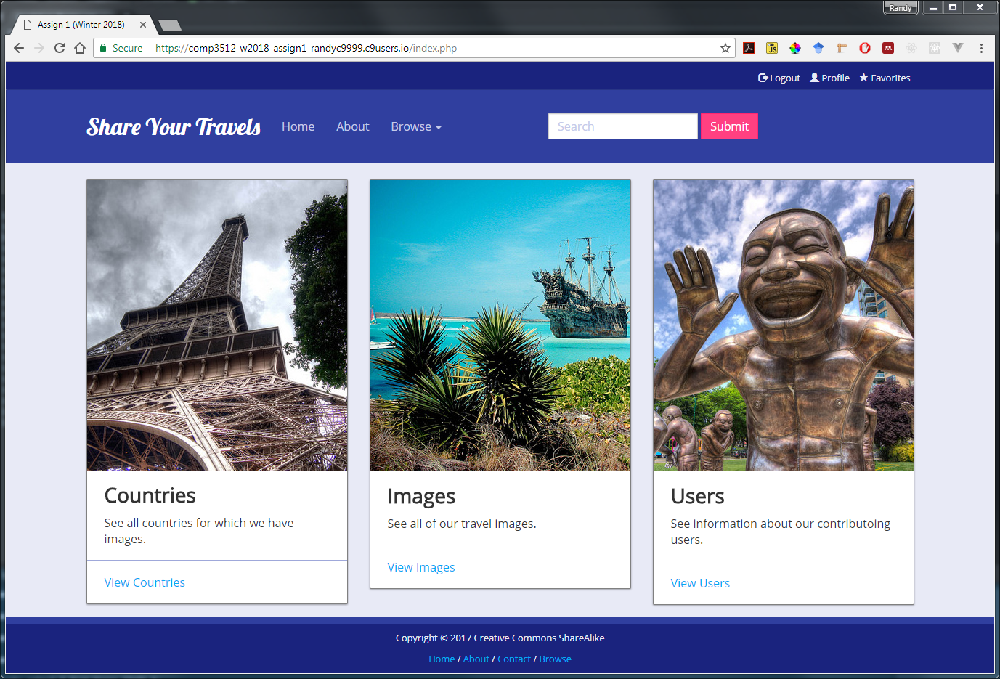 Randy
Assign 1 (Winter 2018)
Secure https://comp3512-w2018-assign1-randyc9999.c9users.io/index.php
JS
Logout Profile Favorites
Share Your Travels Home About Browse Search Submit
Countries
See all countries for which we have
images.
View Countries
Images
See all of our travel images.
View Images
Users
See information about our contributoing
users.
View Users
Copyright © 2017 Creative Commons ShareAlike
Home / About / Contact / Browse